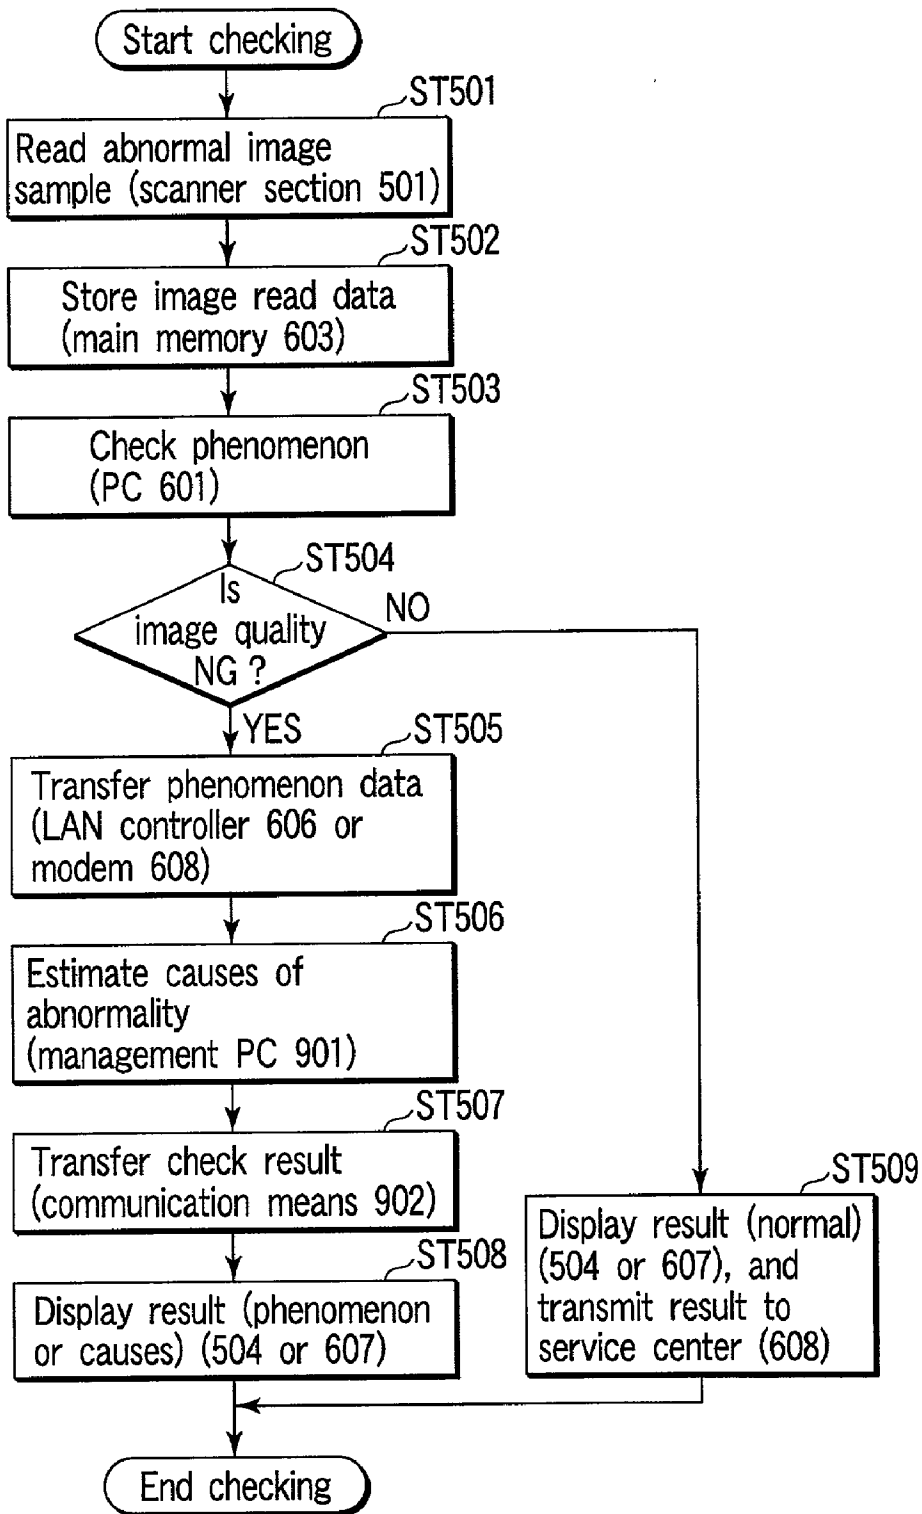 Start checking
ST501
Read abnormal image
sample (scanner section 501)
ST502
Store image read data
(main memory 603)
ST503
Check phenomenon
(PC 601)
ST504
Is
image quality
NG ?
NO
YES
ST505
Transfer phenomenon data
(LAN controller 606 or
modem 608)
ST506
Estimate causes of
abnormality
(management PC 901)
ST507
Transfer check result
(communication means 902)
ST508
Display result (phenomenon
or causes) (504 or 607)
ST509
Display result (normal)
(504 or 607), and
transmit result to
service center (608)
End checking